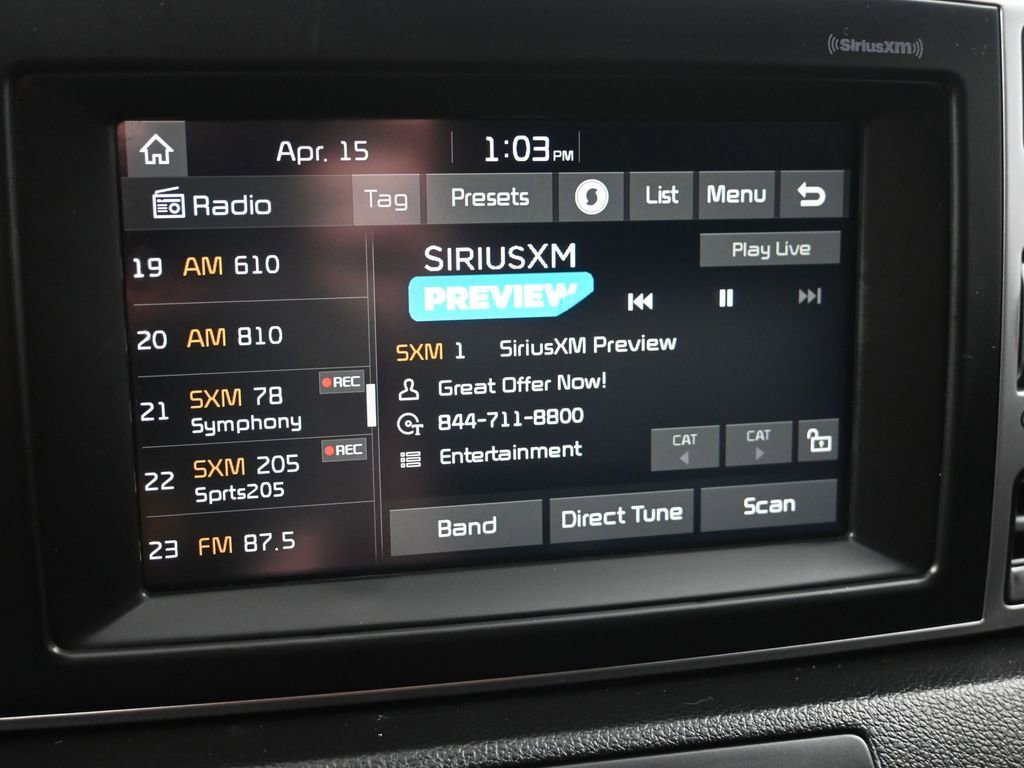 SiriusXM
Apr. 15
1:03 PM
Radio
Tag
Presets
List
Menu
19 AM 610
20 AM 810
21 SXM 78 REC
Symphony
22 SXM 205 REC
Sprts205
23 FM 87.5
SIRIUSXM
PREVIEW
Play Live
SXM 1 SiriusXM Preview
Great Offer Now!
844-711-8800
Entertainment
CAT
CAT
Band
Direct Tune
Scan